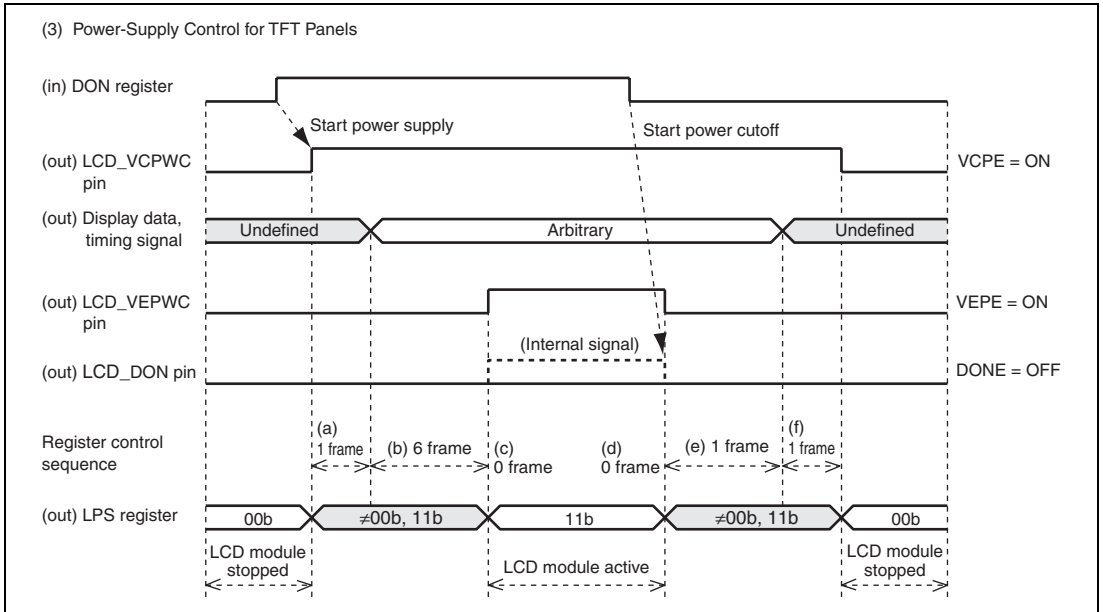 (3) Power-Supply Control for TFT Panels
(in) DON register
Start power supply
Start power cutoff
(out) LCD_VCPWC
pin
VCPE = ON
(out) Display data,
timing signal
Undefined
Arbitrary
Undefined
(out) LCD_VEPWC
pin
VEPE = ON
(Internal signal)
(out) LCD_DON pin
DONE = OFF
Register control
sequence
(a)
1 frame
(b) 6 frame
(c)
0 frame
(d)
0 frame
(e) 1 frame
(f)
1 frame
(out) LPS register
00b
≠00b, 11b
11b
≠00b, 11b
00b
LCD module
stopped
LCD module active
LCD module
stopped